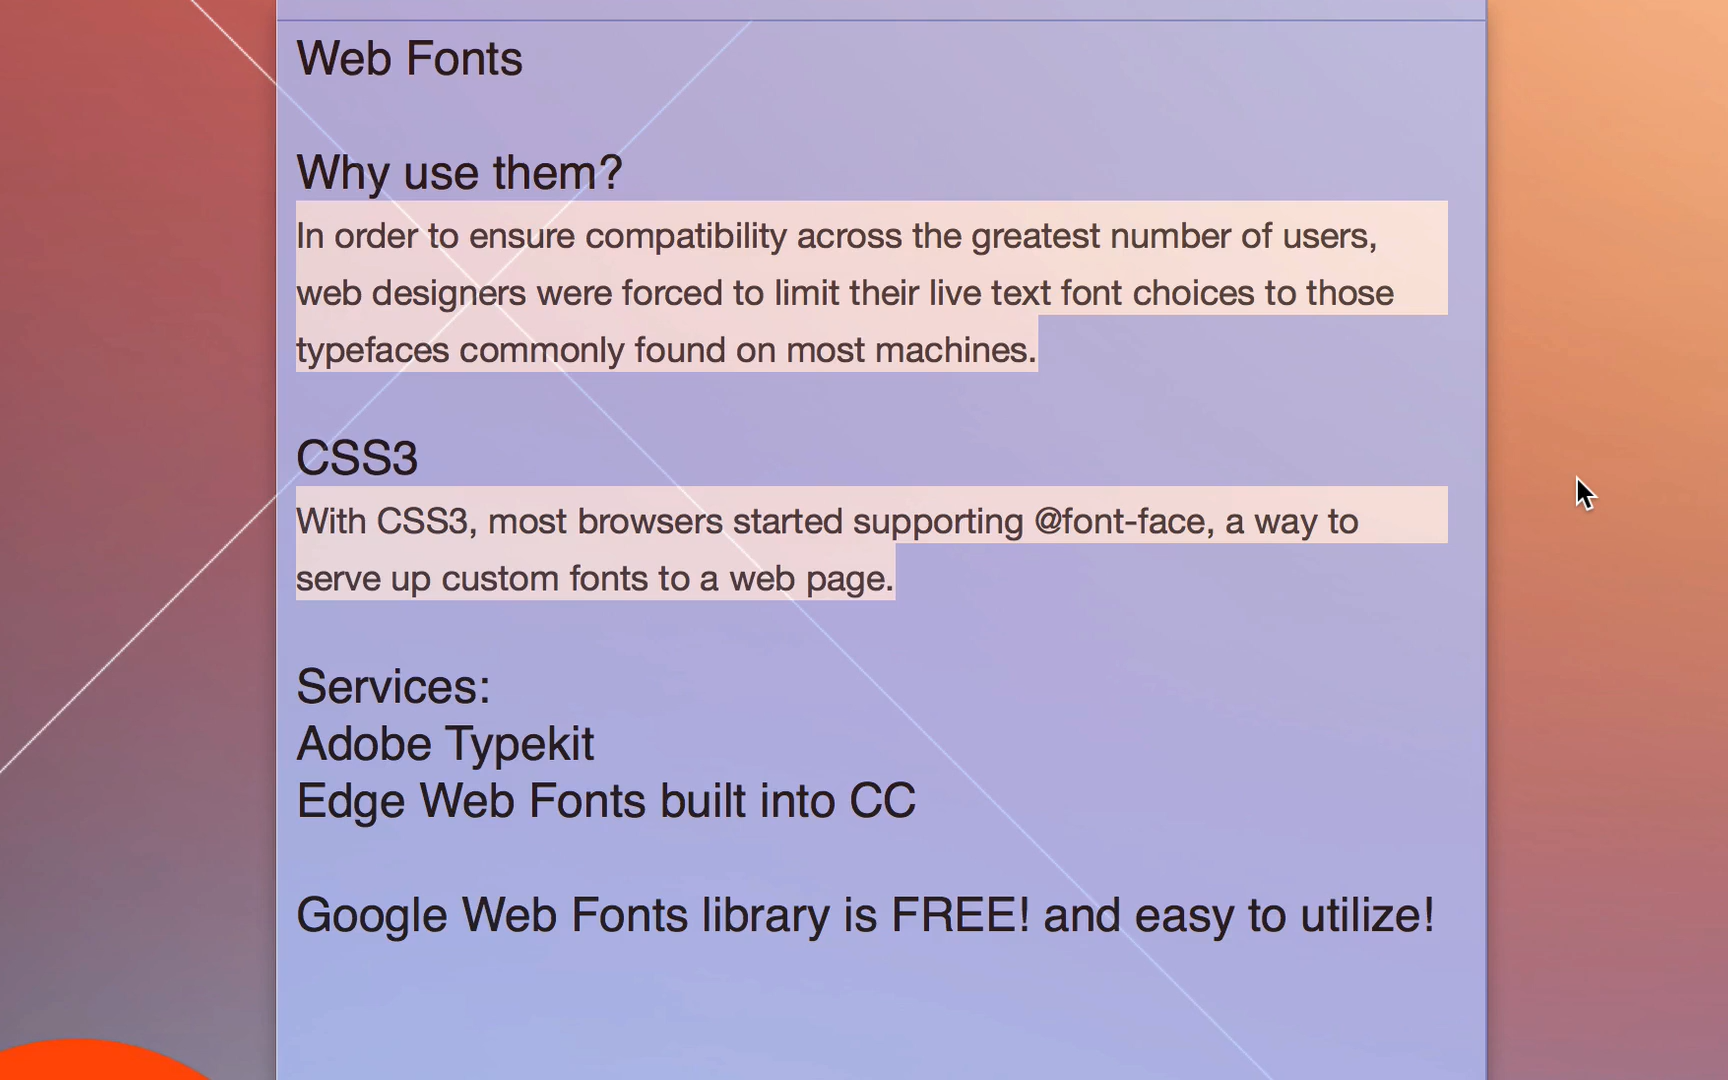 Web Fonts
Why use them?
In order to ensure compatibility across the greatest number of users,
web designers were forced to limit their live text font choices to those
typefaces commonly found on most machines.
CSS3
With CSS3, most browsers started supporting @font-face, a way to
serve up custom fonts to a web page.
Services:
Adobe Typekit
Edge Web Fonts built into CC
Google Web Fonts library is FREE! and easy to utilize!